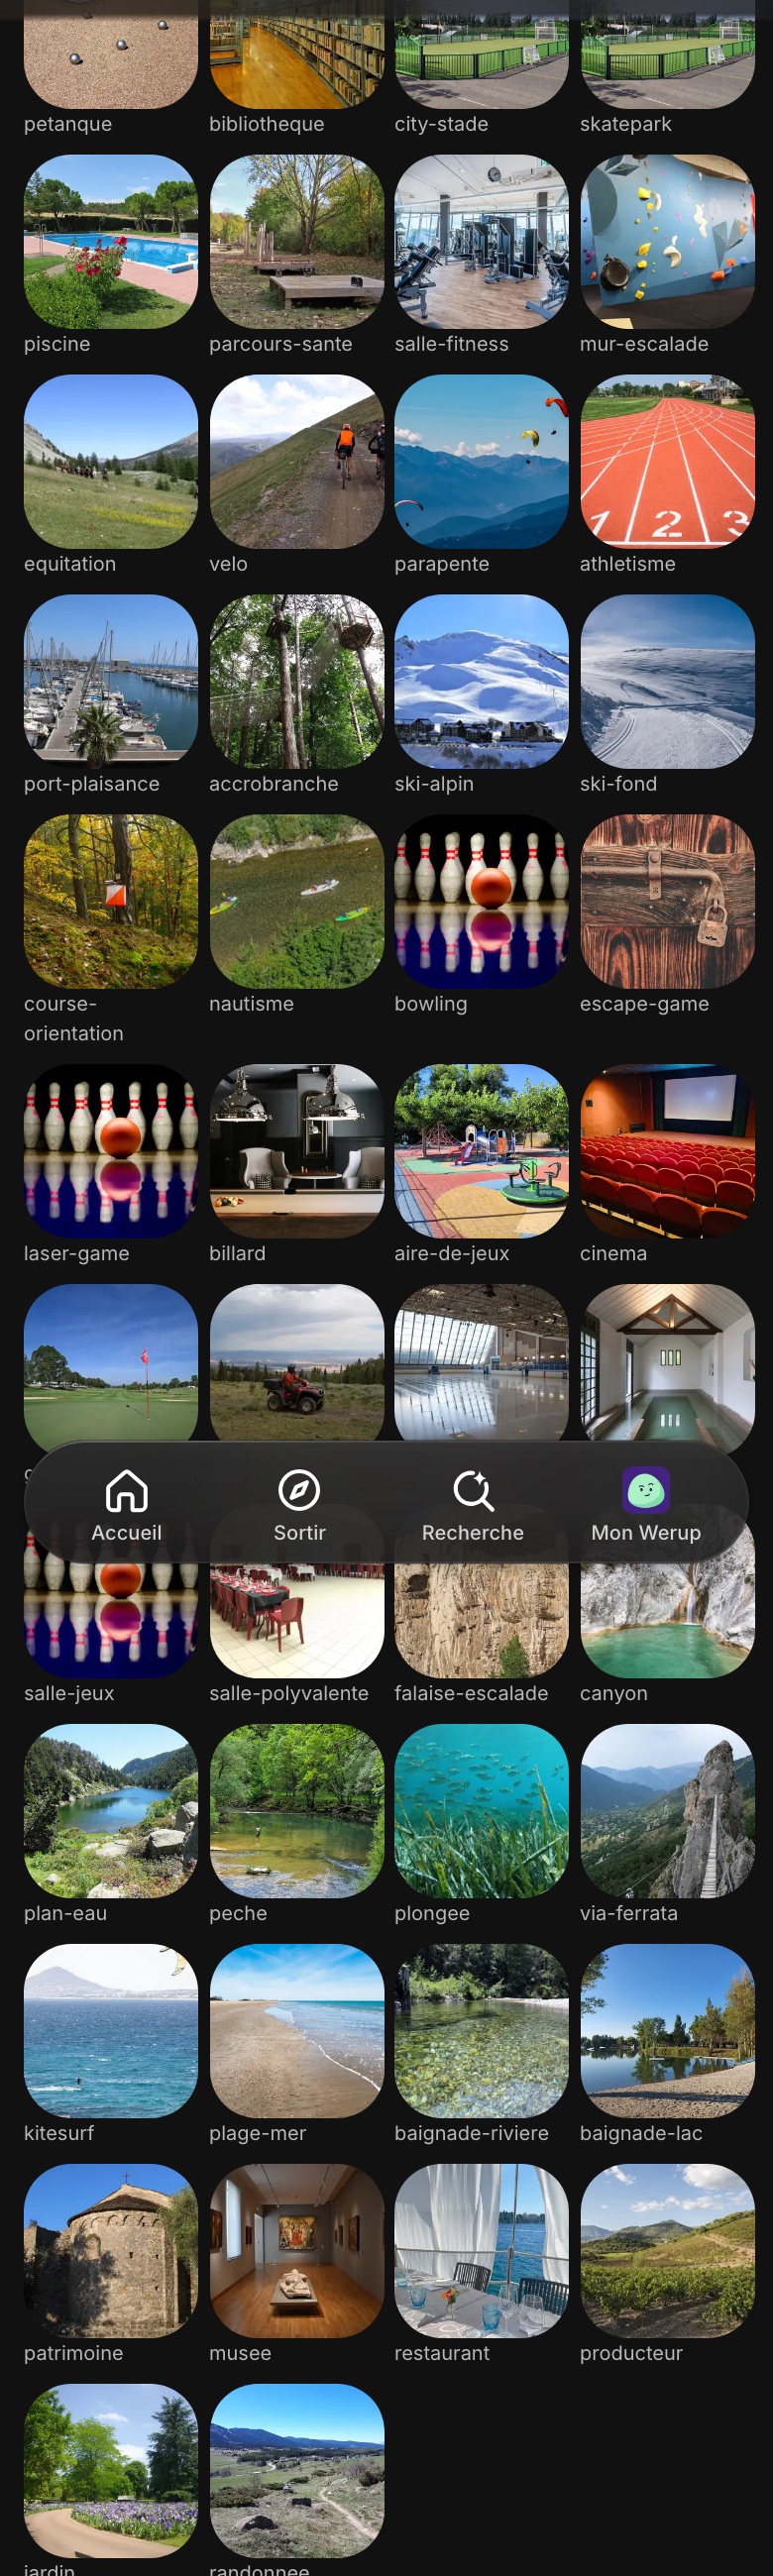 petanque
bibliotheque
city-stade
skatepark
piscine
parcours-sante
salle-fitness
mur-escalade
equitation
velo
parapente
athletisme
1 2 3
port-plaisance
accrobranche
ski-alpin
ski-fond
course-
orientation
nautisme
bowling
escape-game
laser-game
billard
aire-de-jeux
cinema
Accueil
Sortir
Recherche
Mon Werup
salle-jeux
salle-polyvalente
falaise-escalade
canyon
plan-eau
peche
plongee
via-ferrata
kitesurf
plage-mer
baignade-riviere
baignade-lac
patrimoine
musee
restaurant
producteur
jardin
randonnee